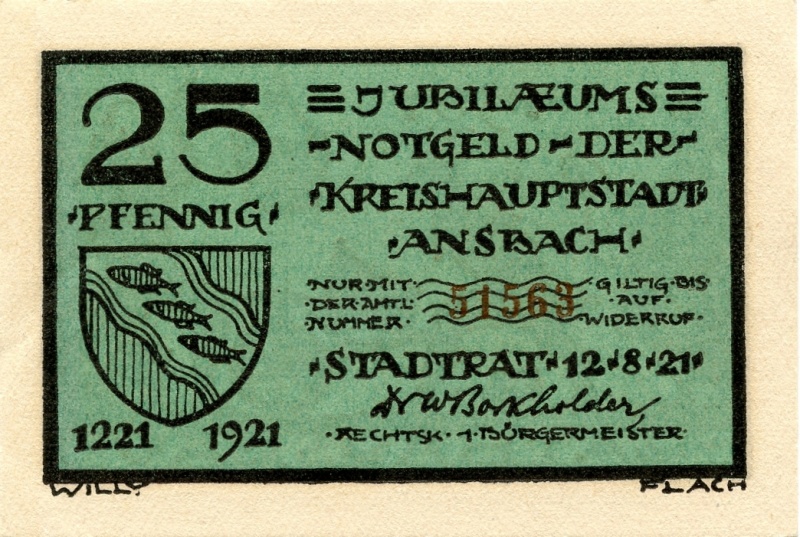 25
PFENNIG
1221 1921
JUBILÆUMS
NOTGELD - DER
KREISHAUPTSTADT
ANSBACH
NUR·MIT
·DER·AMTL·
NUMMER·
51563
GILTIG·BIS
·AUF·
WIDERRUF·
STADTRAT·12·8·21
Dr W Borkholder
·RECHTSK·1·BÜRGERMEISTER·
WILLY FLACH